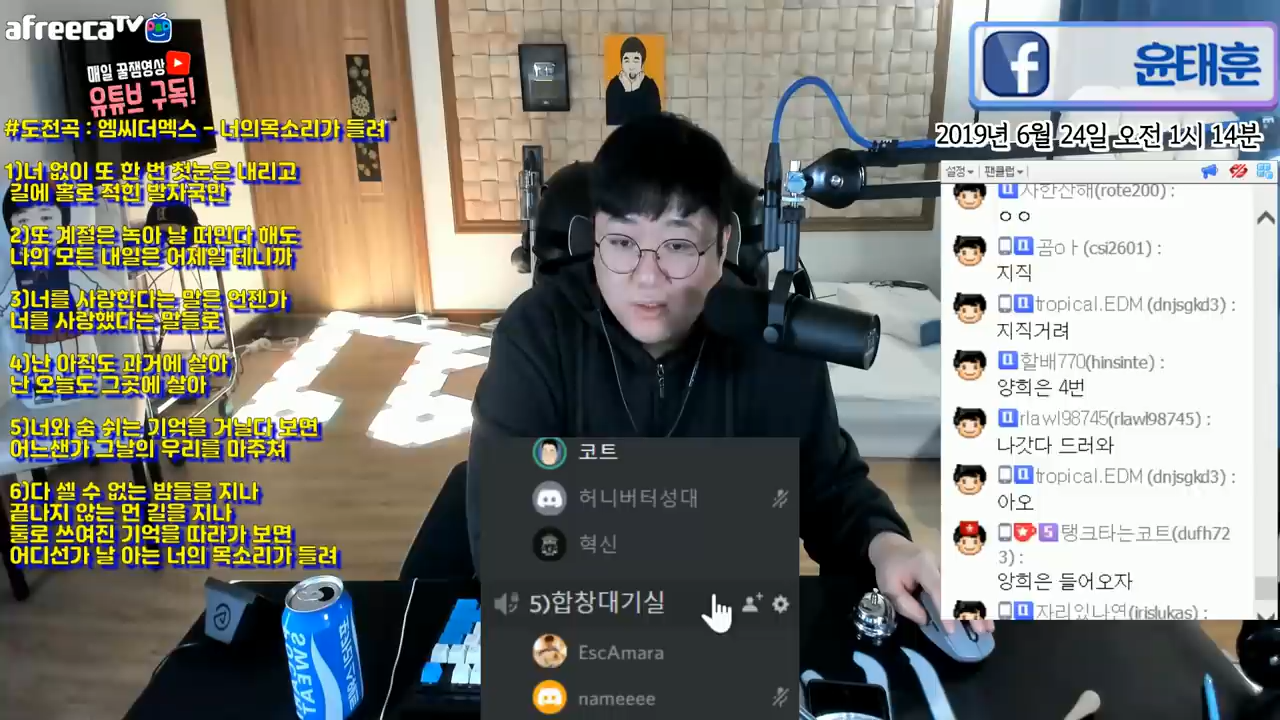 afreecaTV
매일 꿀잼영상
유튜브 구독!
#도전곡 : 엠씨더멕스 - 너의목소리가 들려
1)너 없이 또 한 번 첫눈은 내리고
길에 홀로 적힌 발자국만
2)또 계절은 녹아 날 떠민다 해도
나의 모든 내일은 어제일 테니까
3)너를 사랑한다는 말은 언젠가
너를 사랑했다는 말들로
4)난 아직도 과거에 살아
난 오늘도 그곳에 살아
5)너와 숨 쉬는 기억을 거닐다 보면
어느샌가 그날의 우리를 마주쳐
6)다 셀 수 없는 밤들을 지나
끝나지 않는 먼 길을 지나
둘로 쓰여진 기억을 따라가 보면
어디선가 날 아는 너의 목소리가 들려
윤태훈
2019년 6월 24일 오전 1시 14분
설정 팬클럽
사한산해(rote200) :
ㅇㅇ
곰ㅇㅏ(csi2601) :
지직
tropical.EDM (dnjsgkd3) :
지직거려
할배770(hinsinte) :
양희은 4번
rlawl98745(rlawl98745) :
나갓다 드러와
tropical.EDM (dnjsgkd3) :
아오
5 탱크타는코트(dufh72
3) :
양희은 들어오자
자리있나연(irislukas) :
코트
허니버터성대
혁신
5)합창대기실
EscAmara
nameeee